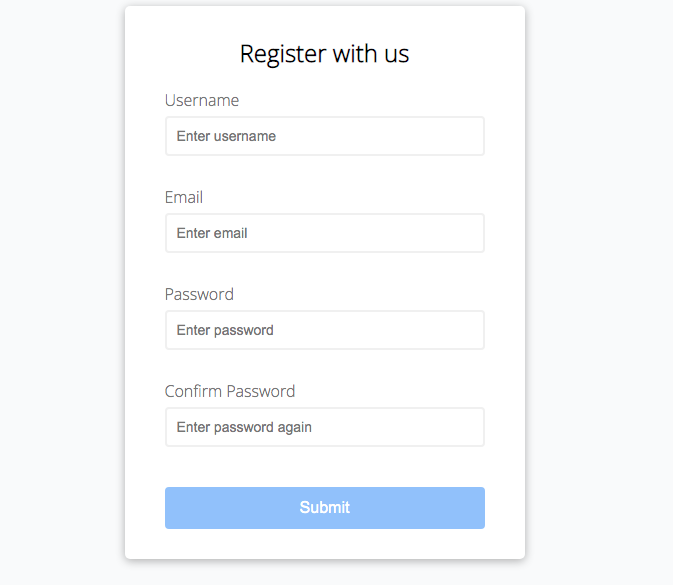 Register with us
Username
Enter username
Email
Enter email
Password
Enter password
Confirm Password
Enter password again
Submit